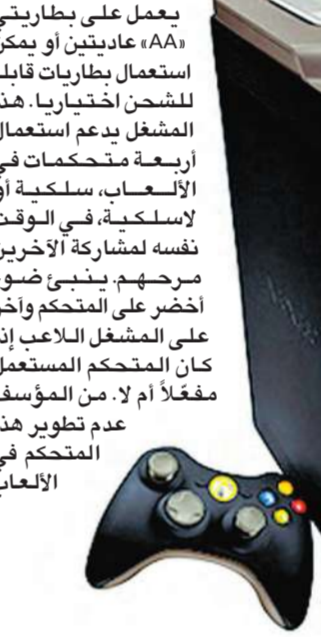 يعمل على بطاريتي
«AA» عاديتين أو يمكن
استعمال بطاريات قابلة
للشحن اختياريا. هذا
المشغل يدعم استعمال
أربعة متحكمات في
الألعاب، سلكية أو
لاسلكية، في الوقت
نفسه لمشاركة الآخرين
مرحهم. ينبئ ضوء
أخضر على المتحكم وآخر
على المشغل اللاعب إذا
كان المتحكم المستعمل
مفعّلاً أم لا. من المؤسف
عدم تطوير هذا
المتحكم في
الألعاب